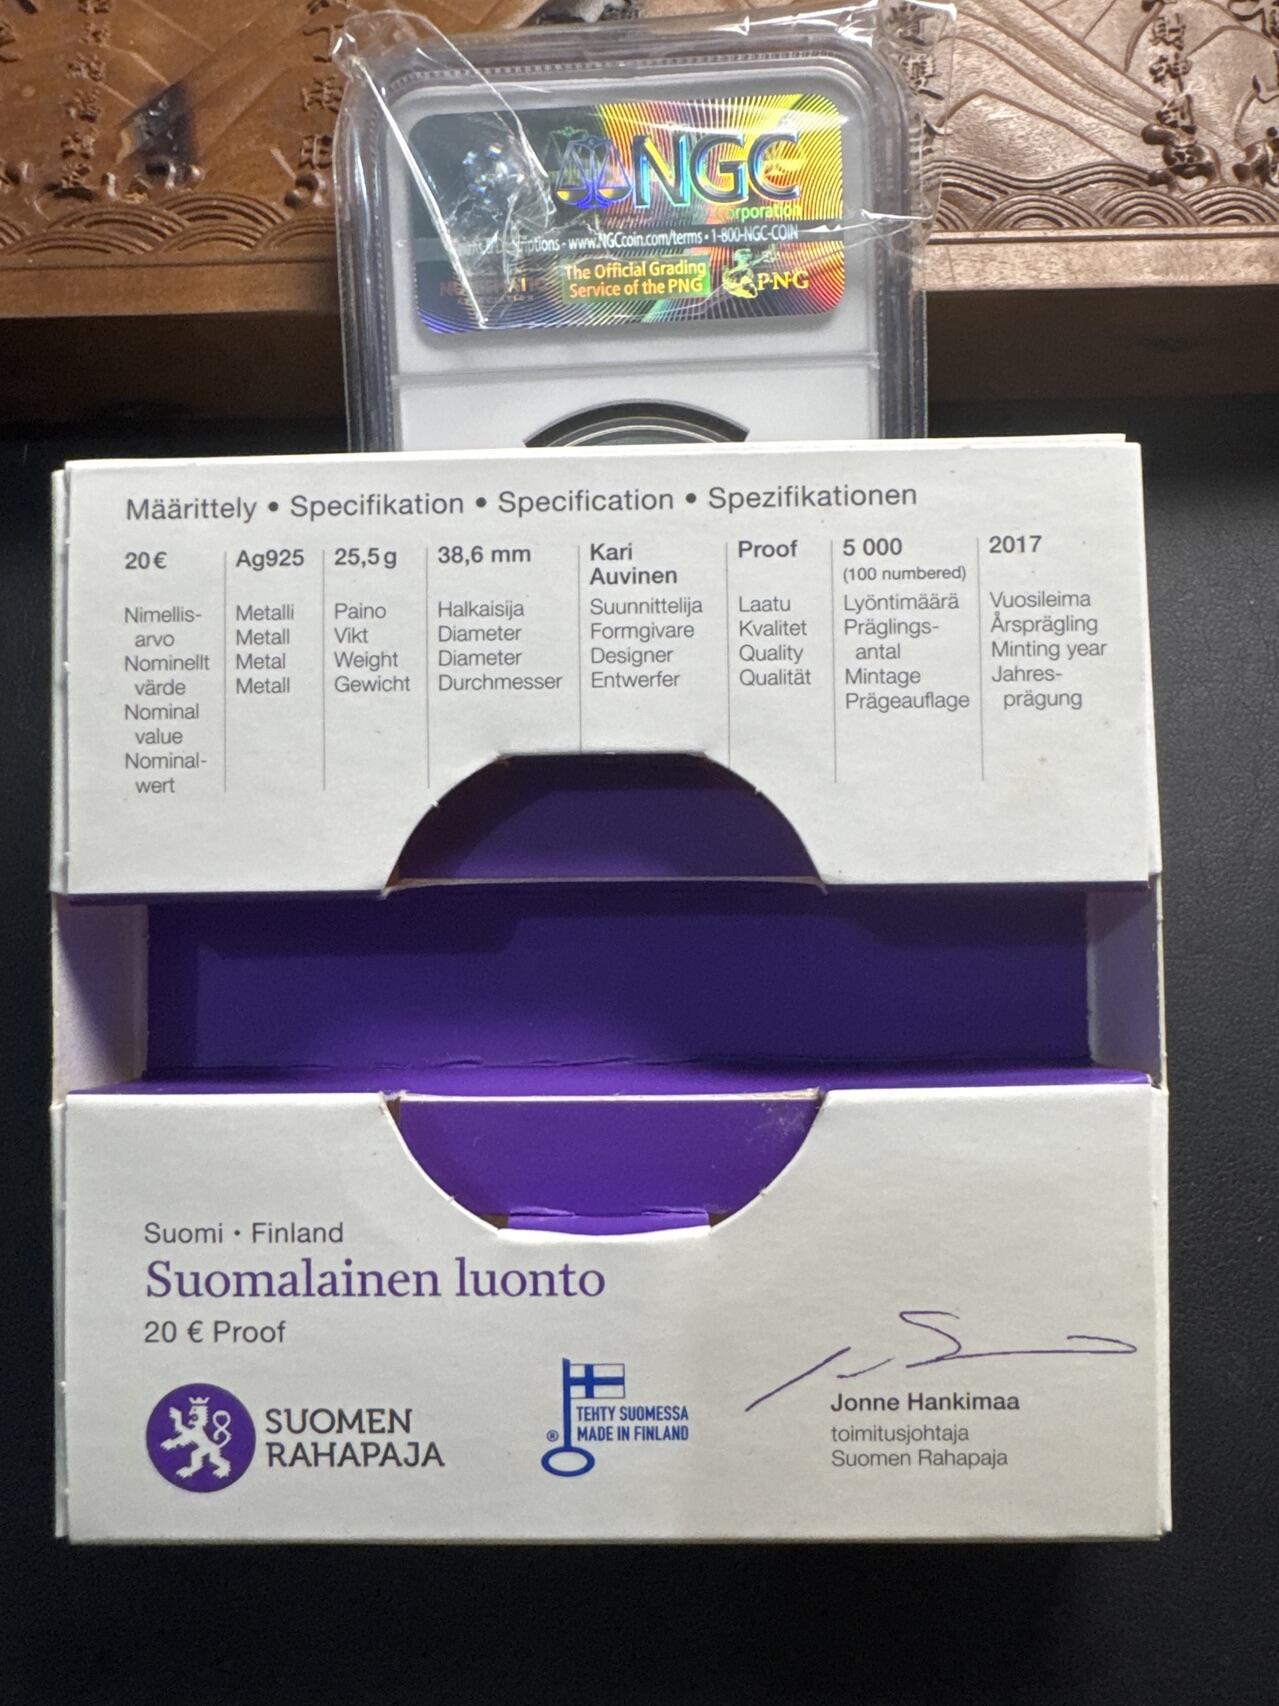 NGC
Corporation
www.NGCcoin.com/terms • 1-800-NGC-COIN
The Official Grading
Service of the PNG
PNG
Määrittely • Specifikation • Specification • Spezifikationen
20 €
Nimellis-
arvo
Nominellt
värde
Nominal
value
Nominal-
wert
Ag925
Metalli
Metall
Metal
Metall
25,5 g
Paino
Vikt
Weight
Gewicht
38,6 mm
Halkaisija
Diameter
Diameter
Durchmesser
Kari
Auvinen
Suunnittelija
Formgivare
Designer
Entwerfer
Proof
Laatu
Kvalitet
Quality
Qualität
5 000
(100 numbered)
Lyöntimäärä
Präglings-
antal
Mintage
Prägeauflage
2017
Vuosileima
Årsprägling
Minting year
Jahres-
prägung
Suomi • Finland
Suomalainen luonto
20 € Proof
SUOMEN
RAHAPAJA
TEHTY SUOMESSA
® MADE IN FINLAND
Jonne Hankimaa
toimitusjohtaja
Suomen Rahapaja